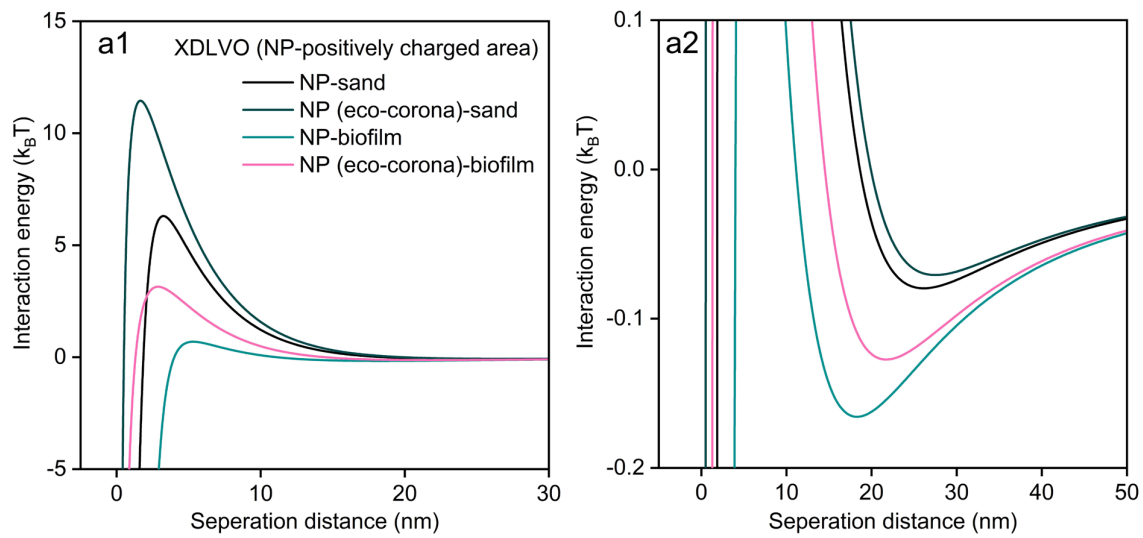 a1
XDLVO (NP-positively charged area)
NP-sand
NP (eco-corona)-sand
NP-biofilm
NP (eco-corona)-biofilm
Interaction energy (kBT)
15
10
5
0
-5
0
10
20
30
Seperation distance (nm)
a2
Interaction energy (kBT)
0.1
0.0
-0.1
-0.2
0
10
20
30
40
50
Seperation distance (nm)